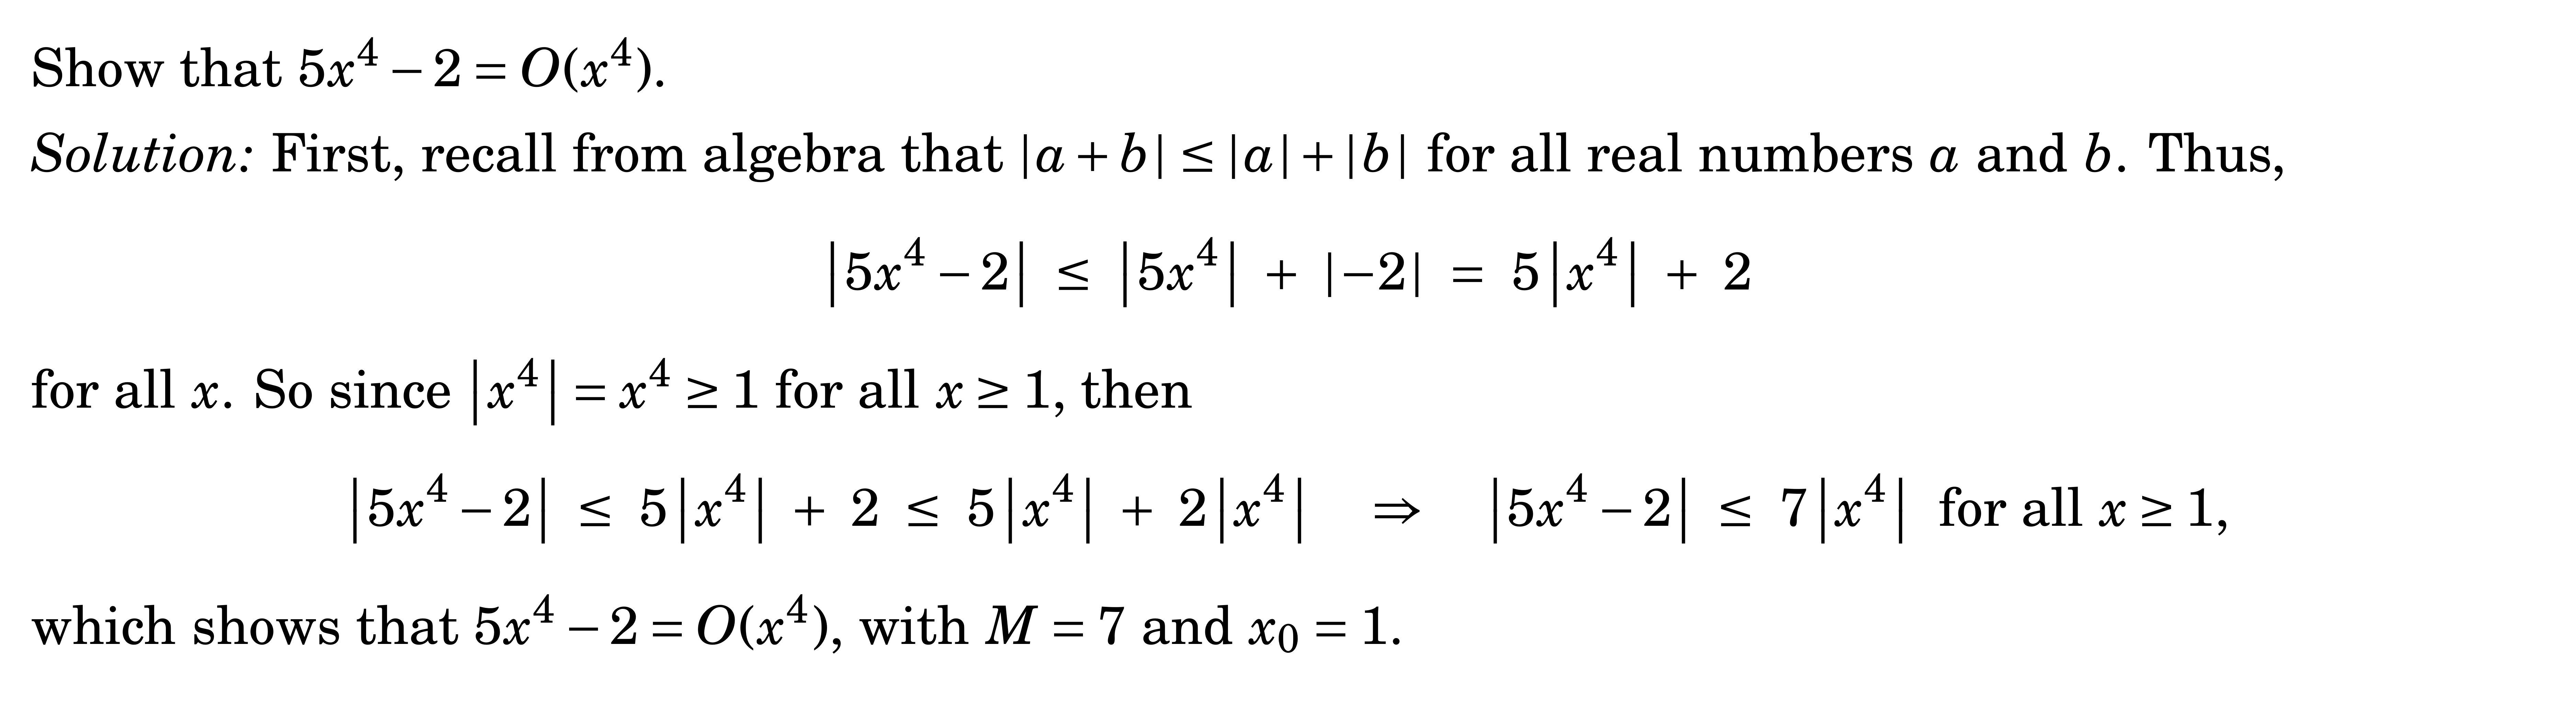 Show that 5x⁴ − 2 = O(x⁴).
Solution: First, recall from algebra that |a + b| ≤ |a| + |b| for all real numbers a and b. Thus,
|5x⁴ − 2| ≤ |5x⁴| + |−2| = 5|x⁴| + 2
for all x. So since |x⁴| = x⁴ ≥ 1 for all x ≥ 1, then
|5x⁴ − 2| ≤ 5|x⁴| + 2 ≤ 5|x⁴| + 2|x⁴| ⇒ |5x⁴ − 2| ≤ 7|x⁴| for all x ≥ 1,
which shows that 5x⁴ − 2 = O(x⁴), with M = 7 and x₀ = 1.